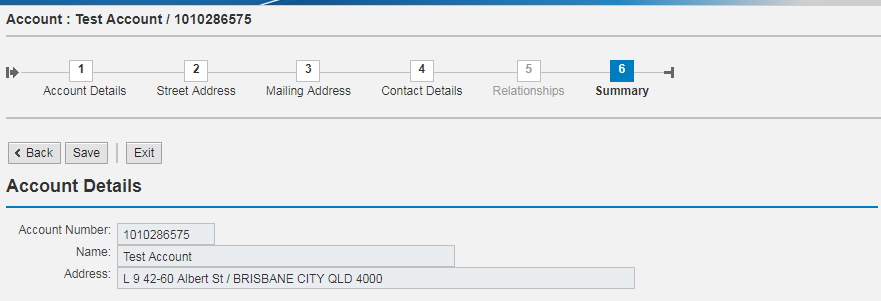 Account : Test Account / 1010286575
1 2 3 4 5 6
Account Details Street Address Mailing Address Contact Details Relationships Summary
Back Save Exit
Account Details
Account Number: 1010286575
Name: Test Account
Address: L 9 42-60 Albert St / BRISBANE CITY QLD 4000